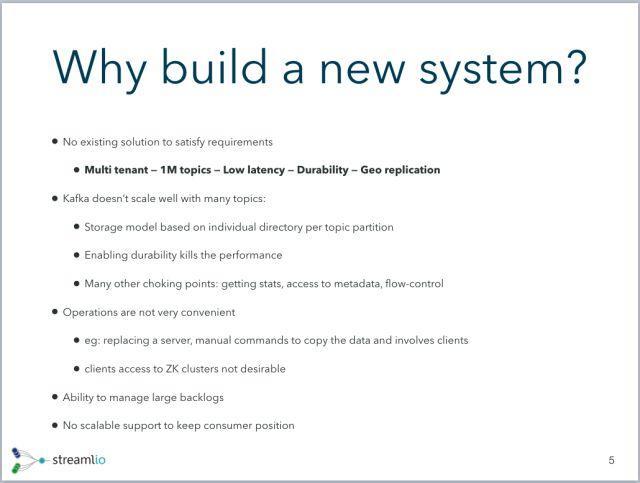 Why build a new system?
● No existing solution to satisfy requirements
● Multi tenant – 1M topics – Low latency – Durability – Geo replication
● Kafka doesn't scale well with many topics:
● Storage model based on individual directory per topic partition
● Enabling durability kills the performance
● Many other choking points: getting stats, access to metadata, flow-control
● Operations are not very convenient
● eg: replacing a server, manual commands to copy the data and involves clients
● clients access to ZK clusters not desirable
● Ability to manage large backlogs
● No scalable support to keep consumer position
streamlio
5